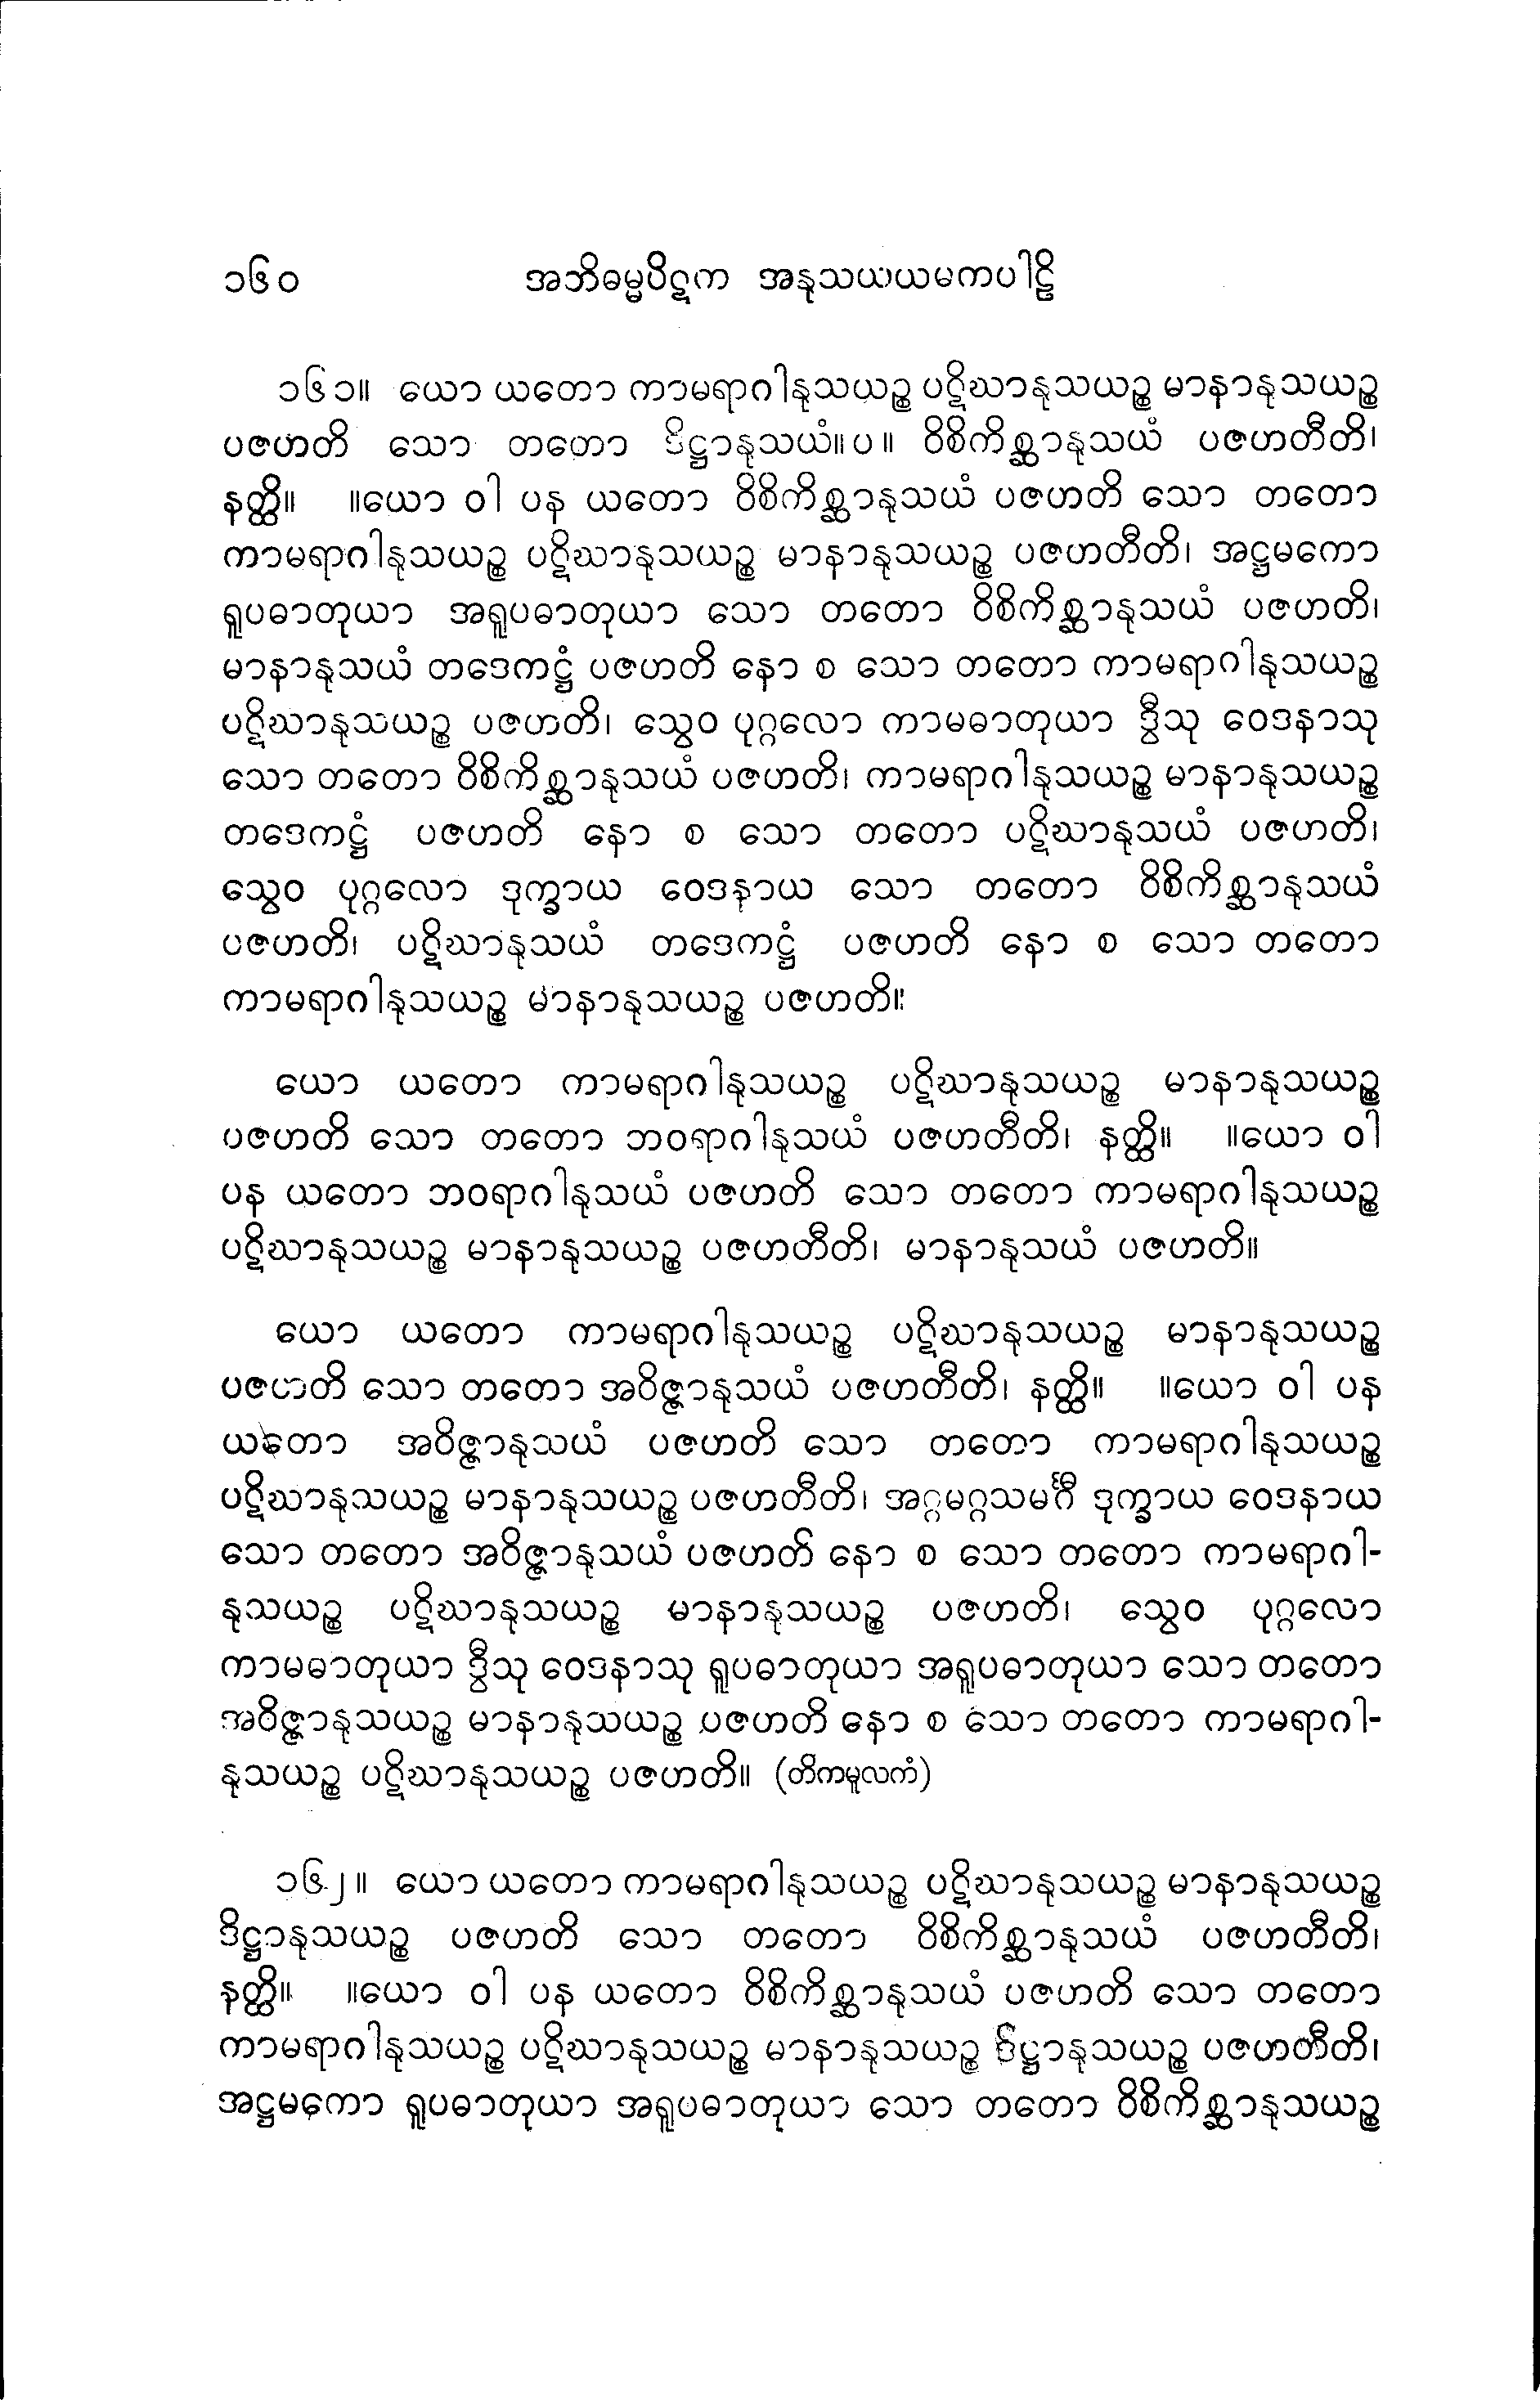 ၁၆၀ အဘိဓမ္မပိဋက အနုသယယမကပါဠိ
၁၆၁။ ယော ယတော ကာမရာဂါနုသယဉ္စ ပဋိဃာနုသယဉ္စ မာနာနုသယဉ္စ
ပဇဟတိ သော တတော ဒိဋ္ဌာနုသယံ။ပ။ ဝိစိကိစ္ဆာနုသယံ ပဇဟတီတိ၊
နတ္ထိ။ ။ယော ဝါ ပန ယတော ဝိစိကိစ္ဆာနုသယံ ပဇဟတိ သော တတော
ကာမရာဂါနုသယဉ္စ ပဋိဃာနုသယဉ္စ မာနာနုသယဉ္စ ပဇဟတီတိ၊ အဋ္ဌမကော
ရူပဓာတုယာ အရူပဓာတုယာ သော တတော ဝိစိကိစ္ဆာနုသယံ ပဇဟတိ၊
မာနာနုသယံ တဒေကဋ္ဌံ ပဇဟတိ နော စ သော တတော ကာမရာဂါနုသယဉ္စ
ပဋိဃာနုသယဉ္စ ပဇဟတိ၊ သွေဝ ပုဂ္ဂလော ကာမဓာတုယာ ဒွီသု ဝေဒနာသု
သော တတော ဝိစိကိစ္ဆာနုသယံ ပဇဟတိ၊ ကာမရာဂါနုသယဉ္စ မာနာနုသယဉ္စ
တဒေကဋ္ဌံ ပဇဟတိ နော စ သော တတော ပဋိဃာနုသယံ ပဇဟတိ၊
သွေဝ ပုဂ္ဂလော ဒုက္ခာယ ဝေဒနာယ သော တတော ဝိစိကိစ္ဆာနုသယံ
ပဇဟတိ၊ ပဋိဃာနုသယံ တဒေကဋ္ဌံ ပဇဟတိ နော စ သော တတော
ကာမရာဂါနုသယဉ္စ မာနာနုသယဉ္စ ပဇဟတိ။
ယော ယတော ကာမရာဂါနုသယဉ္စ ပဋိဃာနုသယဉ္စ မာနာနုသယဉ္စ
ပဇဟတိ သော တတော ဘဝရာဂါနုသယံ ပဇဟတီတိ၊ နတ္ထိ။ ။ယော ဝါ
ပန ယတော ဘဝရာဂါနုသယံ ပဇဟတိ သော တတော ကာမရာဂါနုသယဉ္စ
ပဋိဃာနုသယဉ္စ မာနာနုသယဉ္စ ပဇဟတီတိ၊ မာနာနုသယံ ပဇဟတိ။
ယော ယတော ကာမရာဂါနုသယဉ္စ ပဋိဃာနုသယဉ္စ မာနာနုသယဉ္စ
ပဇဟတိ သော တတော အဝိဇ္ဇာနုသယံ ပဇဟတီတိ၊ နတ္ထိ။ ။ယော ဝါ ပန
ယတော အဝိဇ္ဇာနုသယံ ပဇဟတိ သော တတော ကာမရာဂါနုသယဉ္စ
ပဋိဃာနုသယဉ္စ မာနာနုသယဉ္စ ပဇဟတီတိ၊ အဂ္ဂမဂ္ဂသမင်္ဂီ ဒုက္ခာယ ဝေဒနာယ
သော တတော အဝိဇ္ဇာနုသယံ ပဇဟတိ နော စ သော တတော ကာမရာဂါ-
နုသယဉ္စ ပဋိဃာနုသယဉ္စ မာနာနုသယဉ္စ ပဇဟတိ၊ သွေဝ ပုဂ္ဂလော
ကာမဓာတုယာ ဒွီသု ဝေဒနာသု ရူပဓာတုယာ အရူပဓာတုယာ သော တတော
အဝိဇ္ဇာနုသယဉ္စ မာနာနုသယဉ္စ ပဇဟတိ နော စ သော တတော ကာမရာဂါ-
နုသယဉ္စ ပဋိဃာနုသယဉ္စ ပဇဟတိ။ (တိကမူလကံ)
၁၆၂။ ယော ယတော ကာမရာဂါနုသယဉ္စ ပဋိဃာနုသယဉ္စ မာနာနုသယဉ္စ
ဒိဋ္ဌာနုသယဉ္စ ပဇဟတိ သော တတော ဝိစိကိစ္ဆာနုသယံ ပဇဟတီတိ၊
နတ္ထိ။ ။ယော ဝါ ပန ယတော ဝိစိကိစ္ဆာနုသယံ ပဇဟတိ သော တတော
ကာမရာဂါနုသယဉ္စ ပဋိဃာနုသယဉ္စ မာနာနုသယဉ္စ ဒိဋ္ဌာနုသယဉ္စ ပဇဟတီတိ၊
အဋ္ဌမကော ရူပဓာတုယာ အရူပဓာတုယာ သော တတော ဝိစိကိစ္ဆာနုသယဉ္စ